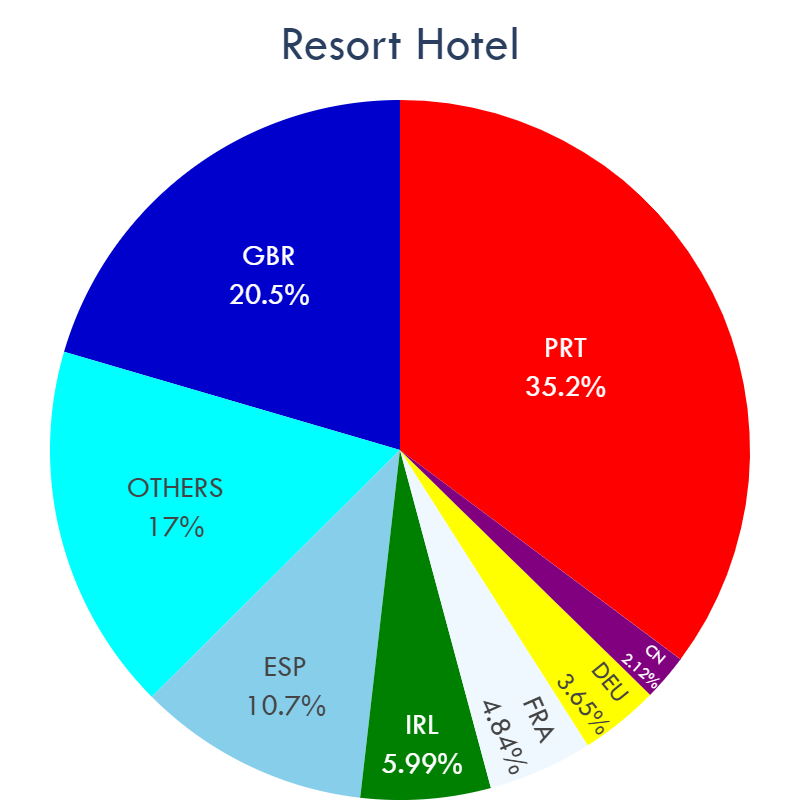 Resort Hotel
GBR
20.5%
PRT
35.2%
OTHERS
17%
ESP
10.7%
IRL
5.99%
FRA
4.84%
DEU
3.65%
CN
2.12%